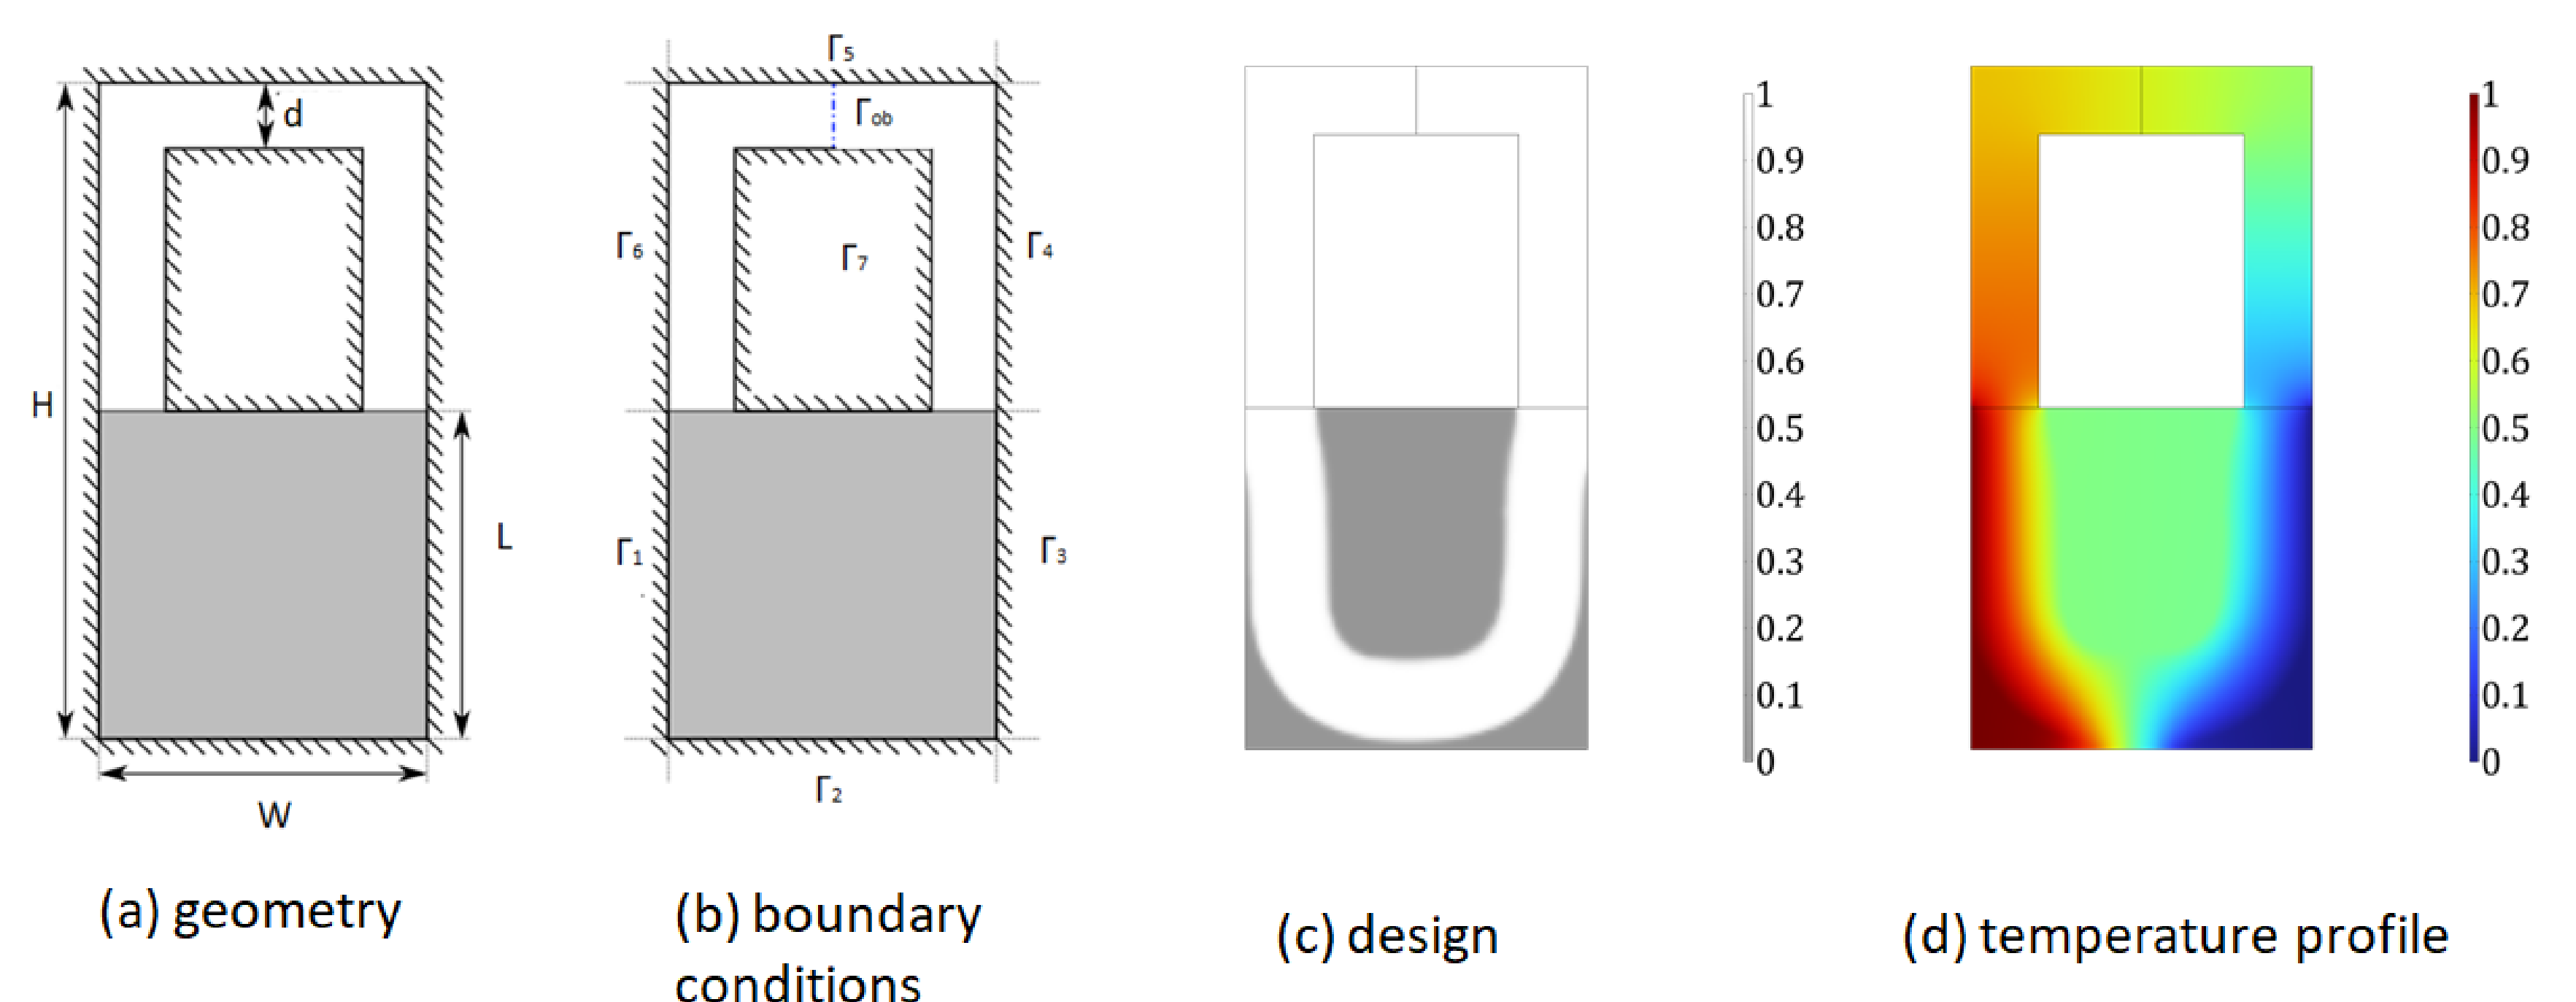 d
H
L
W
(a) geometry
Γ5
Γob
Γ6
Γ7
Γ4
Γ1
Γ3
Γ2
(b) boundary
conditions
1
0.9
0.8
0.7
0.6
0.5
0.4
0.3
0.2
0.1
0
(c) design
1
0.9
0.8
0.7
0.6
0.5
0.4
0.3
0.2
0.1
0
(d) temperature profile